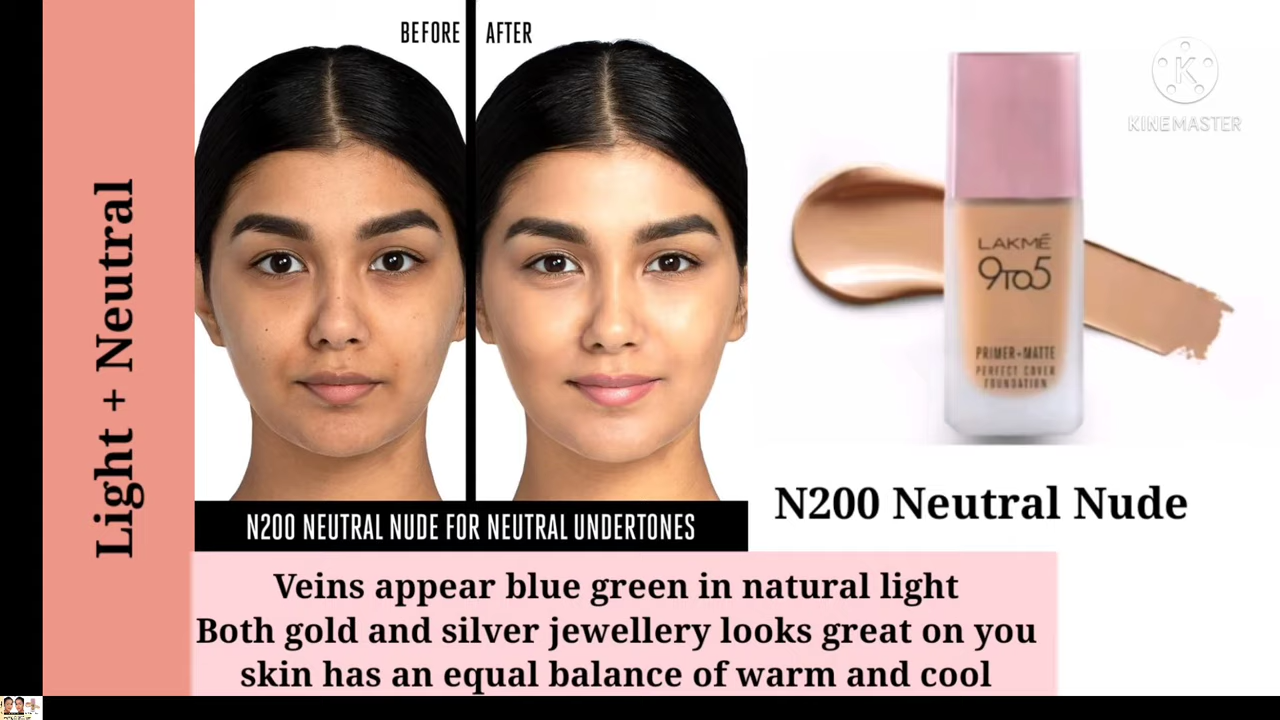 Light + Neutral
BEFORE
AFTER
K
KINEMASTER
LAKMÉ
9to5
PRIMER+MATTE
PERFECT COVER
FOUNDATION
N200 NEUTRAL NUDE FOR NEUTRAL UNDERTONES
N200 Neutral Nude
Veins appear blue green in natural light
Both gold and silver jewellery looks great on you
skin has an equal balance of warm and cool